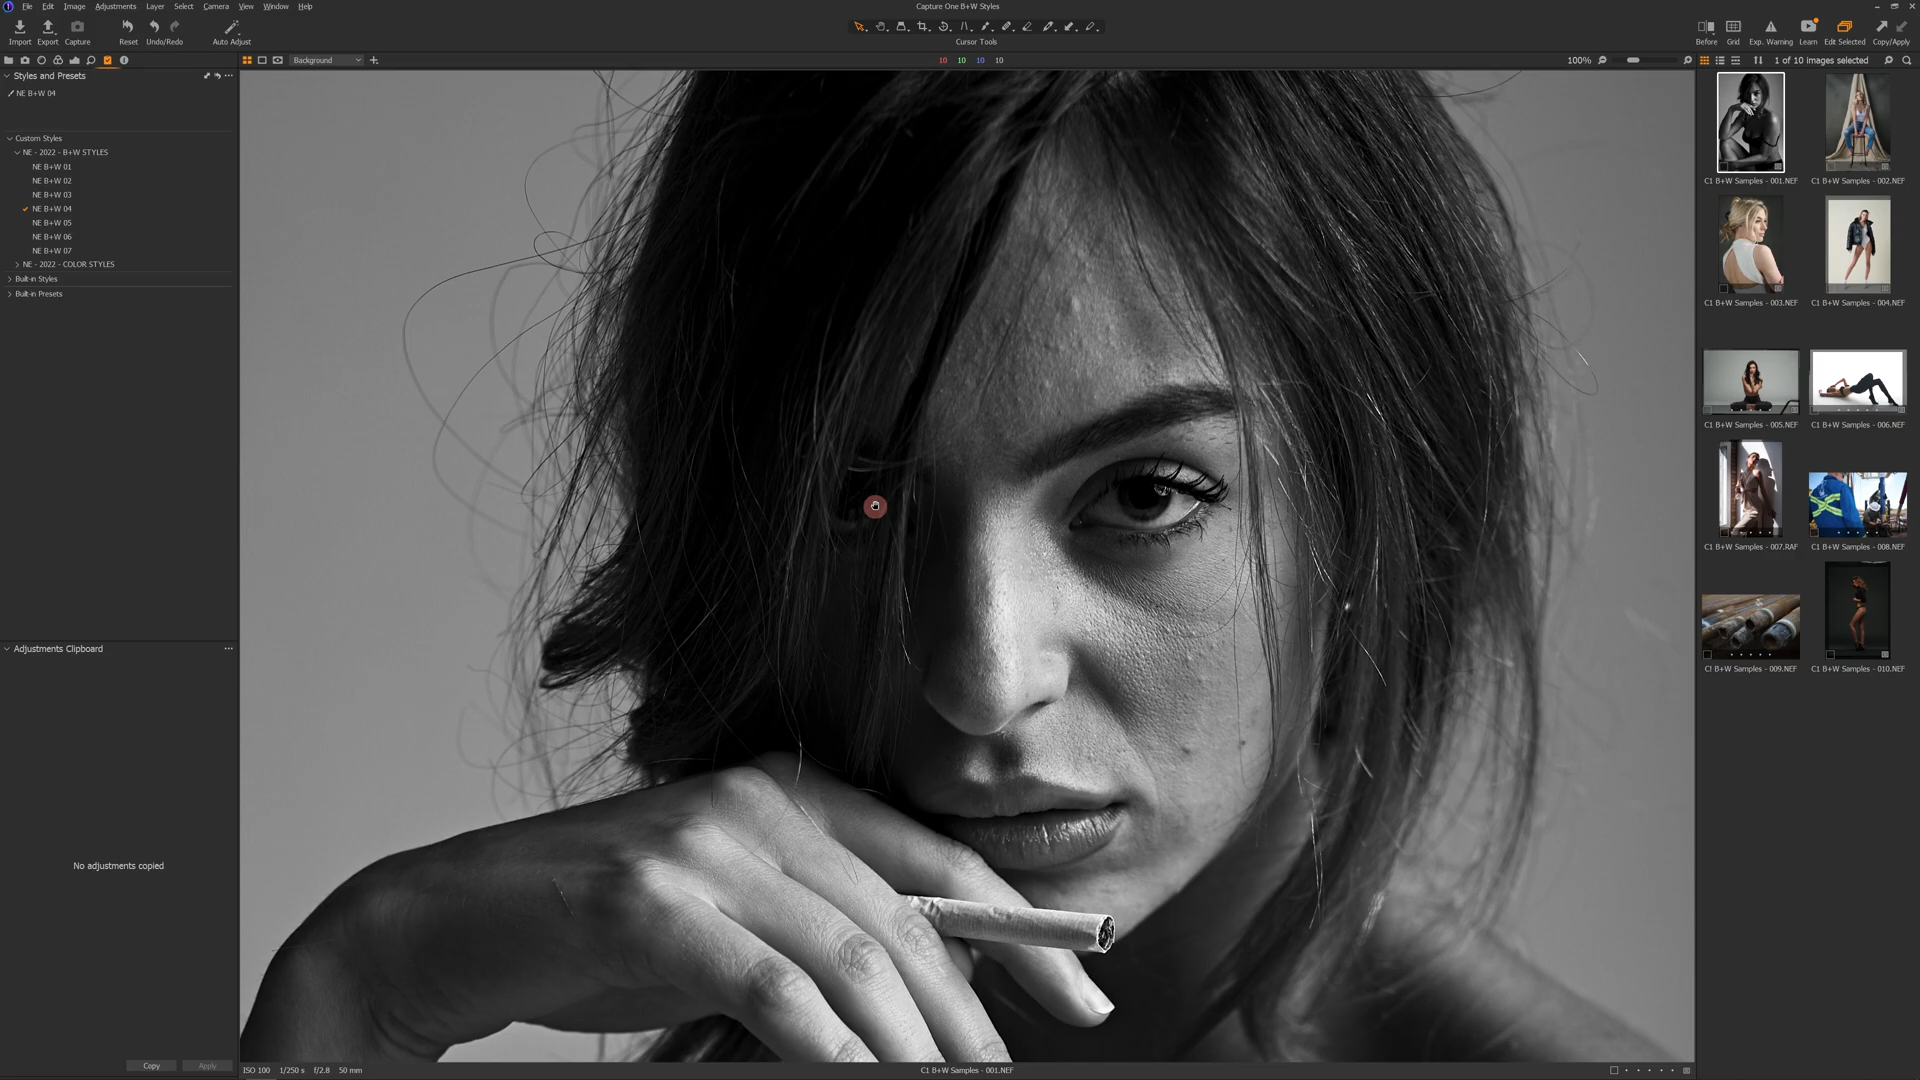 File Edit Image Adjustments Layer Select Camera View Window Help
Capture One B+W Styles
Import Export Capture Reset Undo/Redo Auto Adjust
Cursor Tools
Before Grid Exp. Warning Learn Edit Selected Copy/Apply
Background
10 10 10 10
100%
1 of 10 images selected
Styles and Presets
NE B+W 04
Custom Styles
NE - 2022 - B+W STYLES
NE B+W 01
NE B+W 02
NE B+W 03
NE B+W 04
NE B+W 05
NE B+W 06
NE B+W 07
NE - 2022 - COLOR STYLES
Built-in Styles
Built-in Presets
Adjustments Clipboard
No adjustments copied
Copy Apply
ISO 100 1/250 s f/2.8 50 mm
C1 B+W Samples - 001.NEF
C1 B+W Samples - 001.NEF C1 B+W Samples - 002.NEF
C1 B+W Samples - 003.NEF C1 B+W Samples - 004.NEF
C1 B+W Samples - 005.NEF C1 B+W Samples - 006.NEF
C1 B+W Samples - 007.RAF C1 B+W Samples - 008.NEF
C1 B+W Samples - 009.NEF C1 B+W Samples - 010.NEF